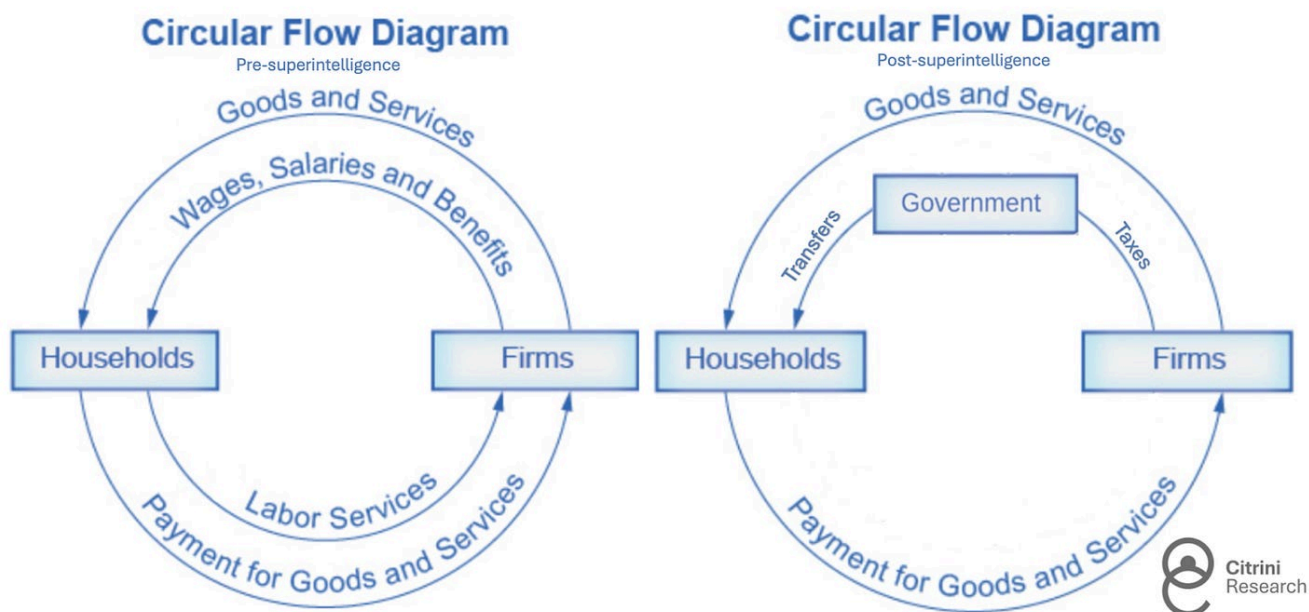 Circular Flow Diagram
Pre-superintelligence
Goods and Services
Wages, Salaries and Benefits
Households
Firms
Labor Services
Payment for Goods and Services
Circular Flow Diagram
Post-superintelligence
Goods and Services
Government
Transfers
Taxes
Households
Firms
Payment for Goods and Services
Citrini
Research